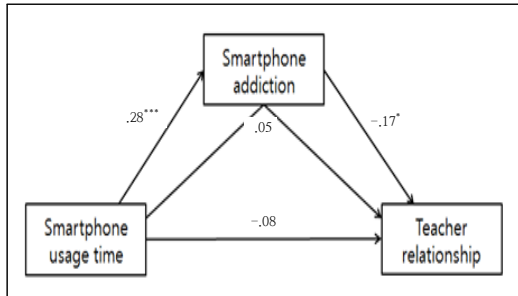 Smartphone
addiction
.28***
.05
-.17*
-.08
Smartphone
usage time
Teacher
relationship